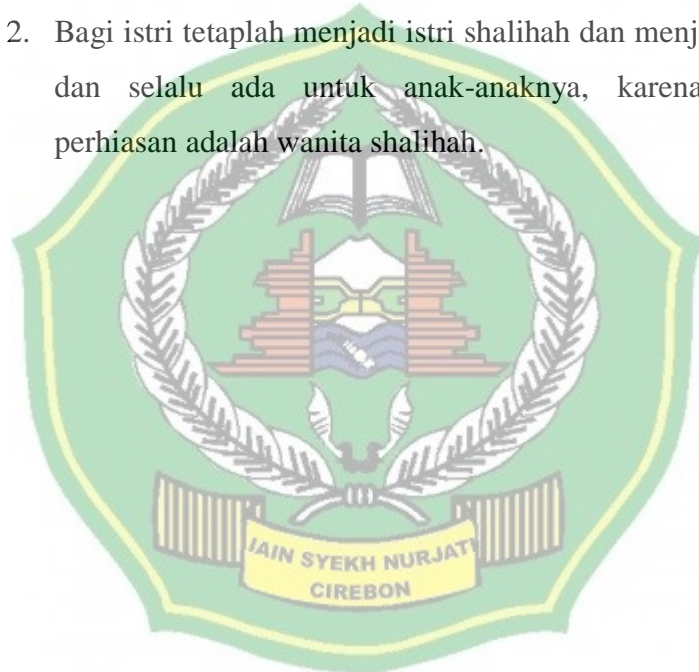 2. Bagi istri tetaplah menjadi istri shalihah dan
dan selalu ada untuk anak-anaknya, karena
perhiasan adalah wanita shalihah.
IAIN SYEKH NURJATI
CIREBON